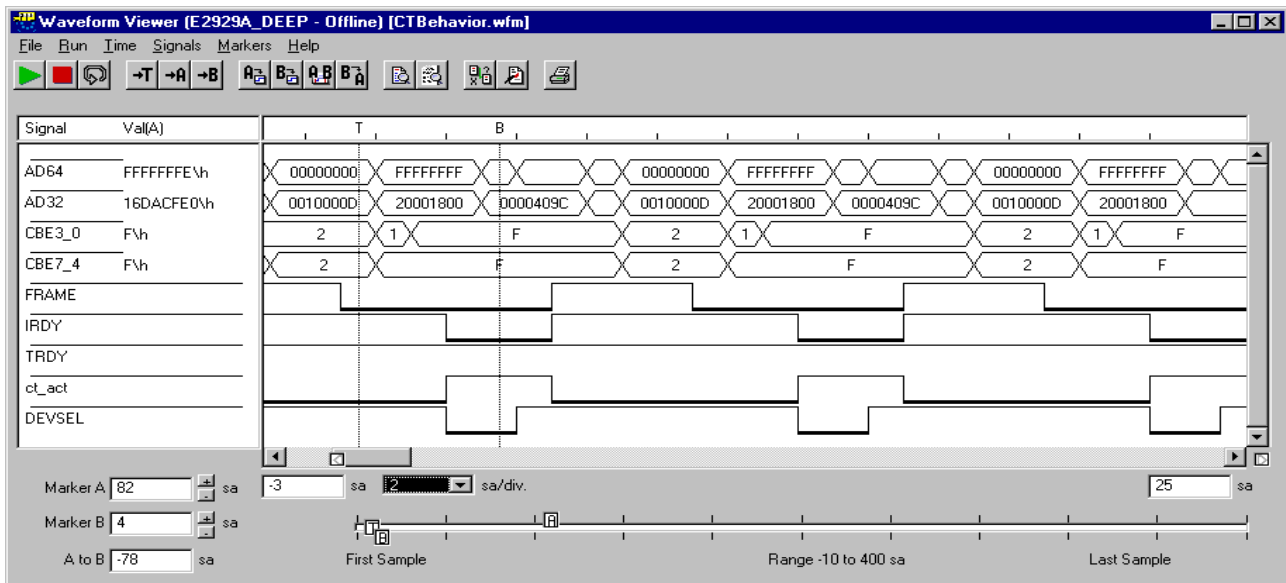 Waveform Viewer (E2929A_DEEP - Offline) [CTBehavior.wfm]
File Run Time Signals Markers Help
→T →A →B A B A B B A
Signal Val(A) T B
AD64 FFFFFFFE\h 00000000 FFFFFFFF 00000000 FFFFFFFF 00000000 FFFFFFFF
AD32 16DACFE0\h 0010000D 20001800 0000409C 0010000D 20001800 0000409C 0010000D 20001800
CBE3_0 F\h 2 1 F 2 1 F 2 1 F
CBE7_4 F\h 2 F 2 F 2 F
FRAME
IRDY
TRDY
ct_act
DEVSEL
Marker A 82 + - sa -3 sa 2 sa/div. 25 sa
Marker B 4 + - sa T B A
A to B -78 sa First Sample Range -10 to 400 sa Last Sample